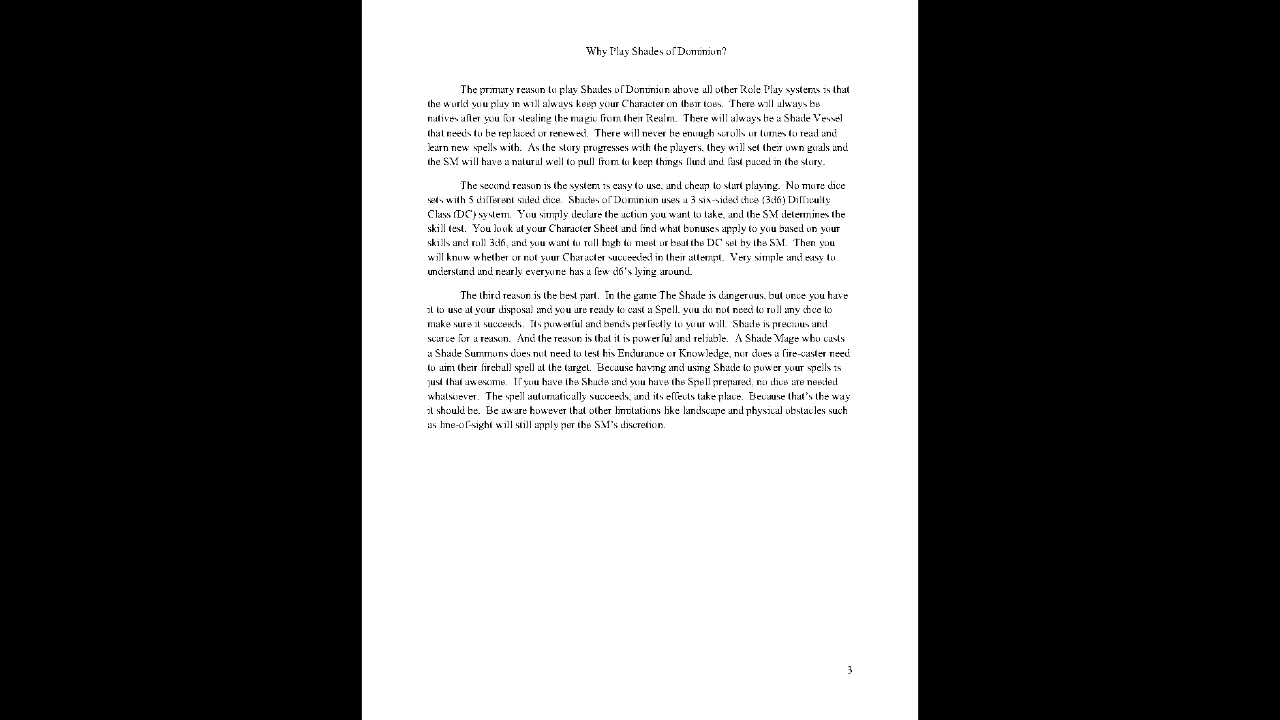 Why Play Shades of Dominion?
The primary reason to play Shades of Dominion above all other Role Play systems is that
the world you play in will always keep your Character on their toes.  There will always be
natives after you for stealing the magic from their Realm.  There will always be a Shade Vessel
that needs to be replaced or renewed.  There will never be enough scrolls or tomes to read and
learn new spells with.  As the story progresses with the players, they will set their own goals and
the SM will have a natural well to pull from to keep things fluid and fast paced in the story.
The second reason is the system is easy to use, and cheap to start playing.  No more dice
sets with 5 different sided dice.  Shades of Dominion uses a 3 six-sided dice (3d6) Difficulty
Class (DC) system.  You simply declare the action you want to take, and the SM determines the
skill test.  You look at your Character Sheet and find what bonuses apply to you based on your
skills and roll 3d6, and you want to roll high to meet or beat the DC set by the SM.  Then you
will know whether or not your Character succeeded in their attempt.  Very simple and easy to
understand and nearly everyone has a few d6's lying around.
The third reason is the best part.  In the game The Shade is dangerous, but once you have
it to use at your disposal and you are ready to cast a Spell, you do not need to roll any dice to
make sure it succeeds.  Its powerful and bends perfectly to your will.  Shade is precious and
scarce for a reason.  And the reason is that it is powerful and reliable.  A Shade Mage who casts
a Shade Summons does not need to test his Endurance or Knowledge, nor does a fire-caster need
to aim their fireball spell at the target.  Because having and using Shade to power your spells is
just that awesome.  If you have the Shade and you have the Spell prepared, no dice are needed
whatsoever.  The spell automatically succeeds, and its effects take place.  Because that's the way
it should be.  Be aware however that other limitations like landscape and physical obstacles such
as line-of-sight will still apply per the SM's discretion.
3